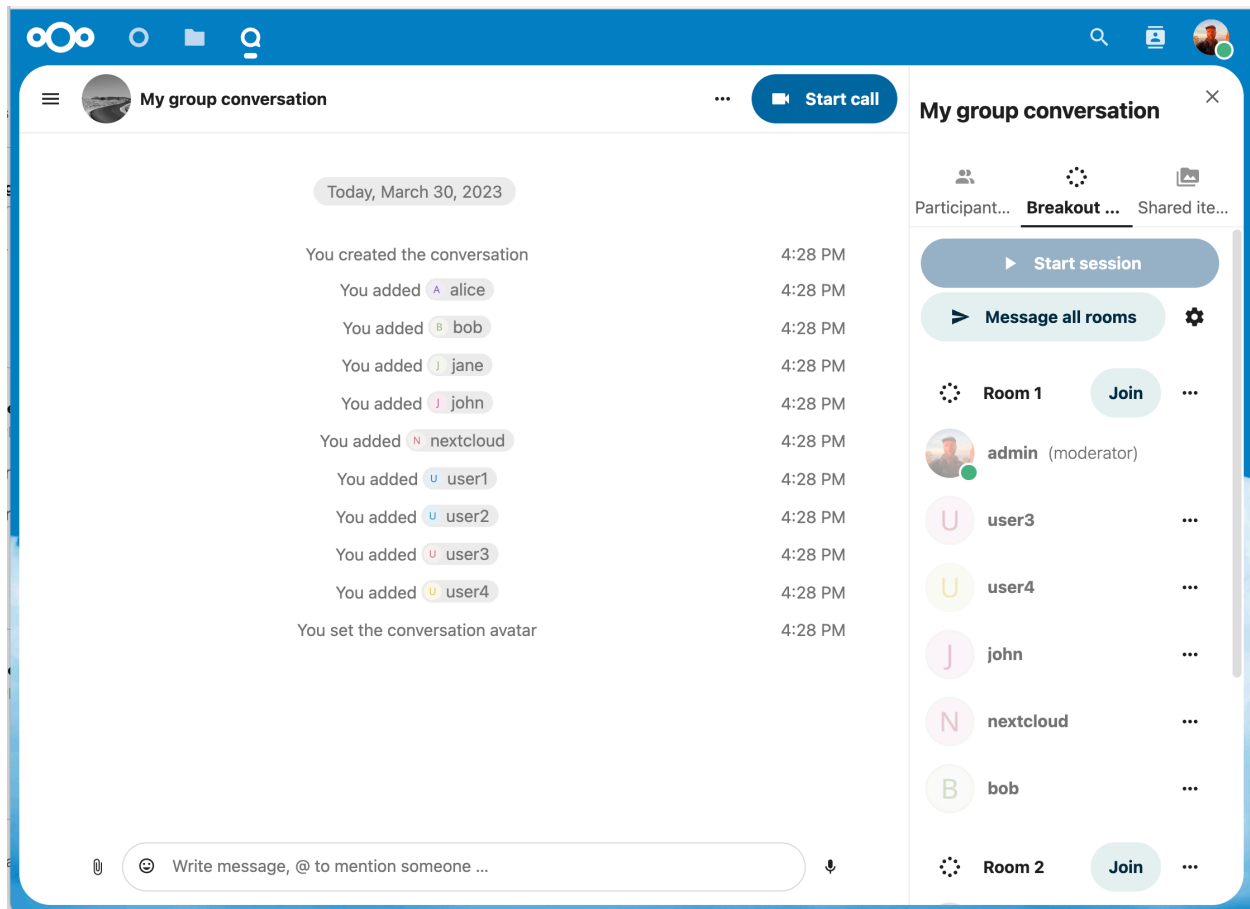 My group conversation
Start call
Today, March 30, 2023
You created the conversation 4:28 PM
You added A alice 4:28 PM
You added B bob 4:28 PM
You added J jane 4:28 PM
You added J john 4:28 PM
You added N nextcloud 4:28 PM
You added U user1 4:28 PM
You added U user2 4:28 PM
You added U user3 4:28 PM
You added U user4 4:28 PM
You set the conversation avatar 4:28 PM
Write message, @ to mention someone ...
My group conversation
Participant... Breakout ... Shared ite...
Start session
Message all rooms
Room 1 Join
admin (moderator)
U user3
U user4
J john
N nextcloud
B bob
Room 2 Join